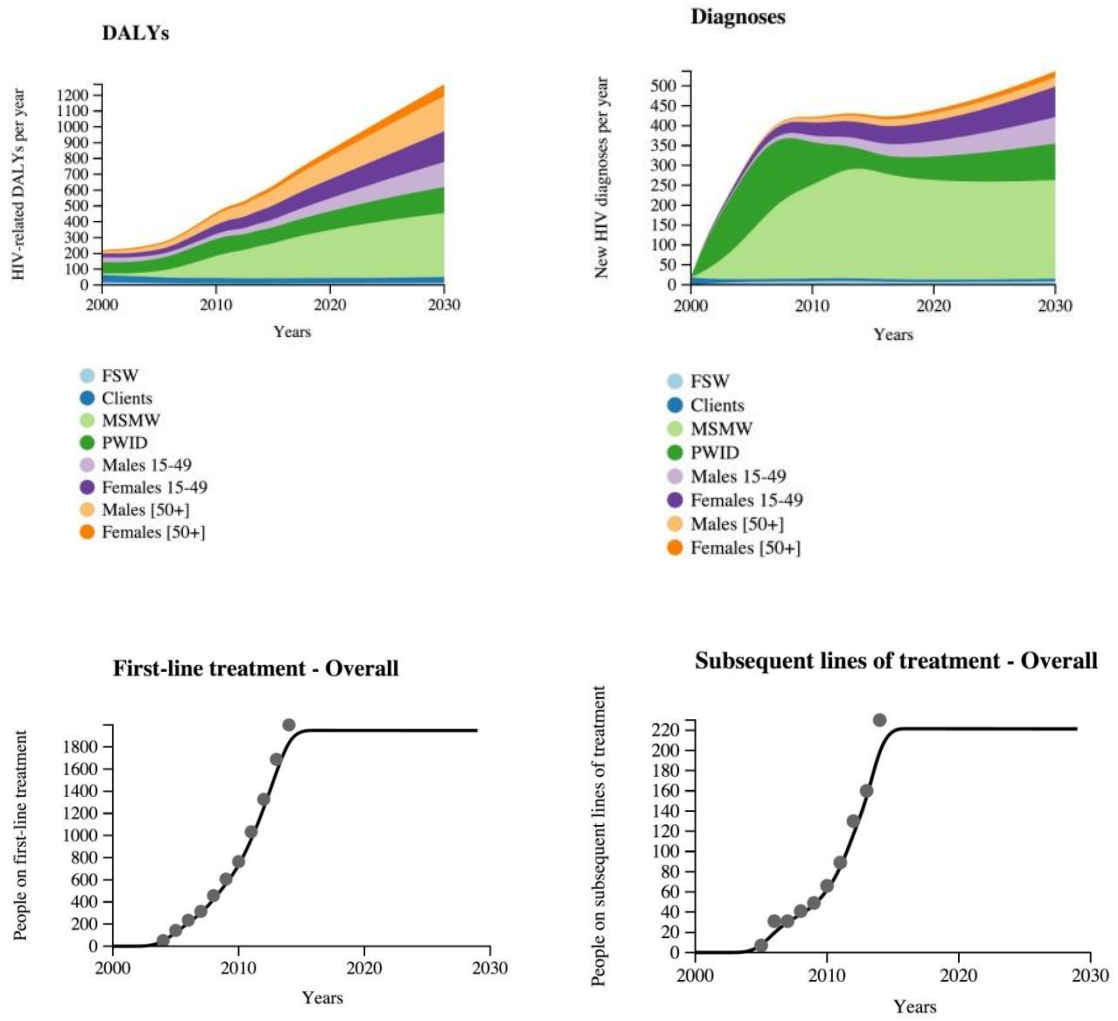 DALYs
HIV-related DALYs per year
1200
1100
1000
900
800
700
600
500
400
300
200
100
0
2000
2010
2020
2030
Years
FSW
Clients
MSMW
PWID
Males 15-49
Females 15-49
Males [50+]
Females [50+]
Diagnoses
New HIV diagnoses per year
500
450
400
350
300
250
200
150
100
50
0
2000
2010
2020
2030
Years
FSW
Clients
MSMW
PWID
Males 15-49
Females 15-49
Males [50+]
Females [50+]
First-line treatment - Overall
People on first-line treatment
1800
1600
1400
1200
1000
800
600
400
200
0
2000
2010
2020
2030
Years
Subsequent lines of treatment - Overall
People on subsequent lines of treatment
220
200
180
160
140
120
100
80
60
40
20
0
2000
2010
2020
2030
Years